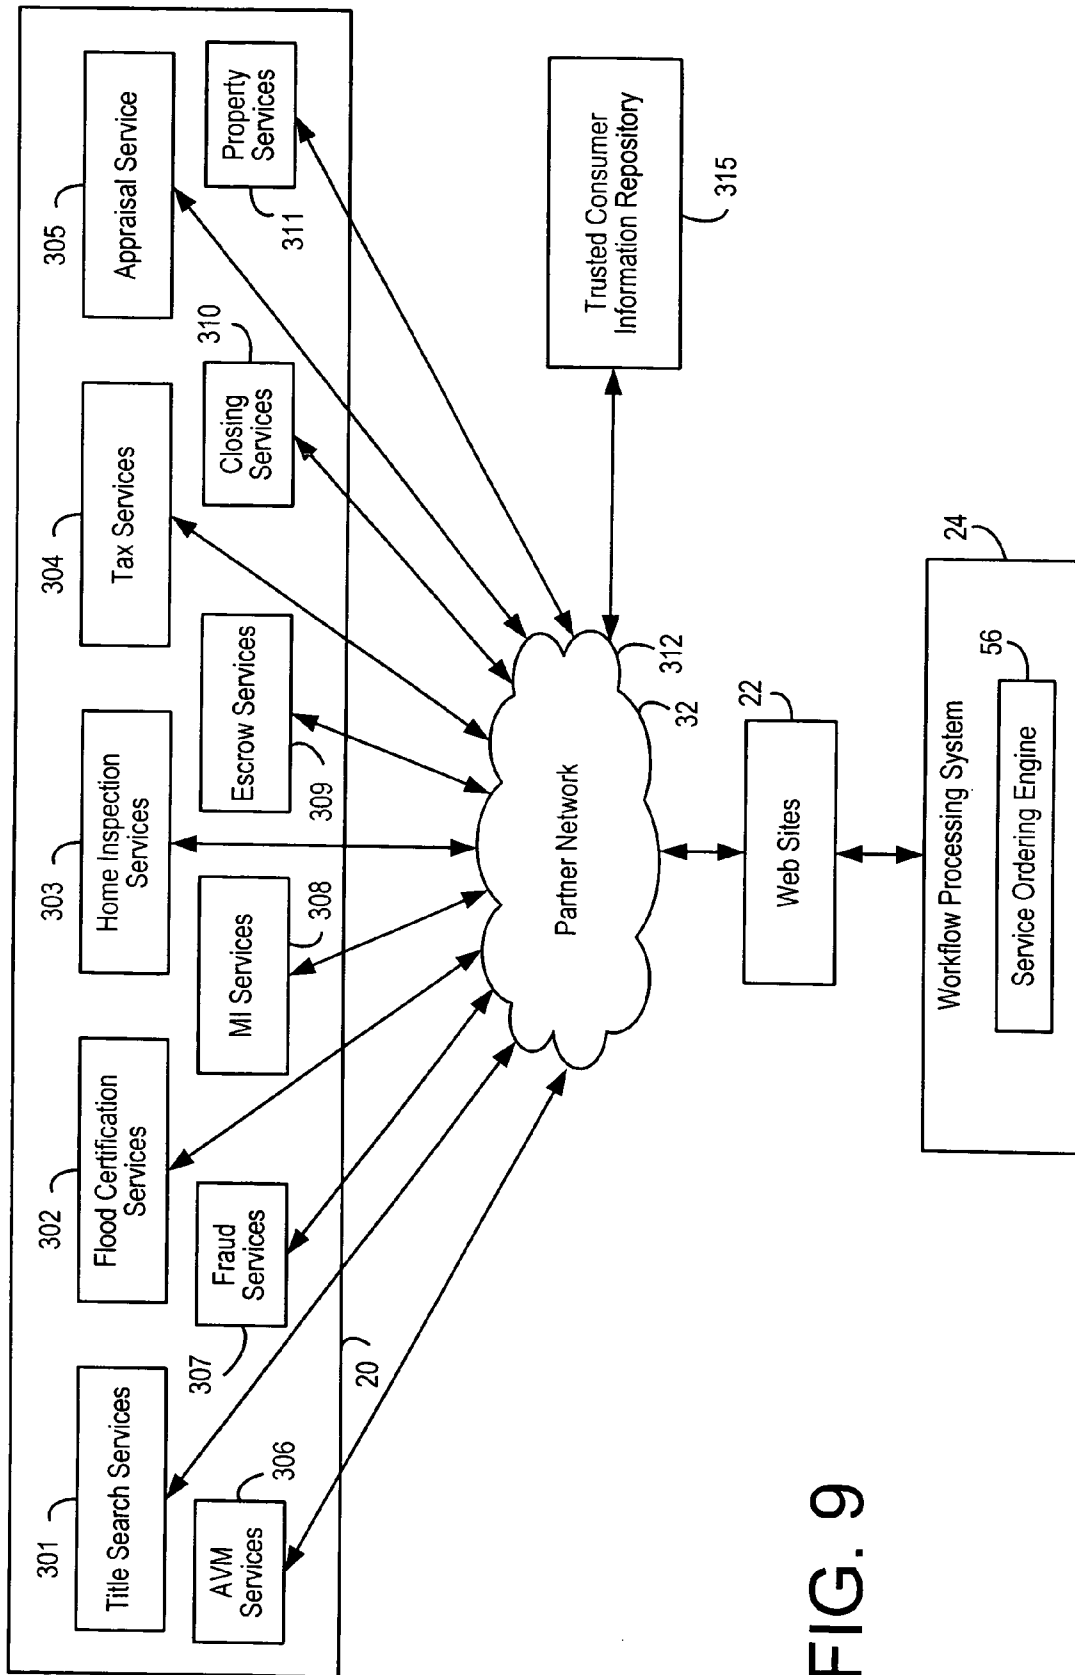 301
Title Search Services
302
Flood Certification
Services
303
Home Inspection
Services
304
Tax Services
305
Appraisal Service
AVM
Services
306
Fraud
Services
307
MI Services
308
Escrow Services
309
Closing
Services
310
Property
Services
311
20
Partner Network
32
312
Trusted Consumer
Information Repository
315
Web Sites
22
Workflow Processing System
24
Service Ordering Engine
56
FIG. 9